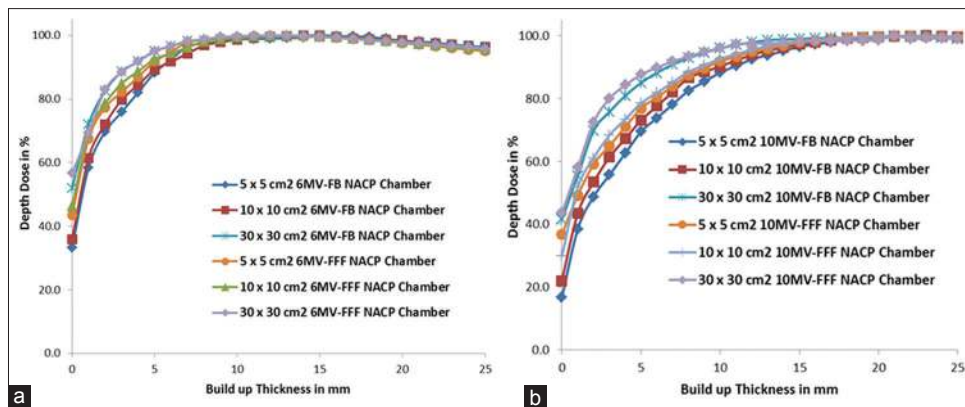 100.0
80.0
60.0
40.0
20.0
0.0
Depth Dose in %
5 x 5 cm2 6MV-FB NACP Chamber
10 x 10 cm2 6MV-FB NACP Chamber
30 x 30 cm2 6MV-FB NACP Chamber
5 x 5 cm2 6MV-FFF NACP Chamber
10 x 10 cm2 6MV-FFF NACP Chamber
30 x 30 cm2 6MV-FFF NACP Chamber
0 5 10 15 20 25
Build up Thickness in mm
a
100.0
80.0
60.0
40.0
20.0
0.0
Depth Dose in %
5 x 5 cm2 10MV-FB NACP Chamber
10 x 10 cm2 10MV-FB NACP Chamber
30 x 30 cm2 10MV-FB NACP Chamber
5 x 5 cm2 10MV-FFF NACP Chamber
10 x 10 cm2 10MV-FFF NACP Chamber
30 x 30 cm2 10MV-FFF NACP Chamber
0 5 10 15 20 25
Build up Thickness in mm
b